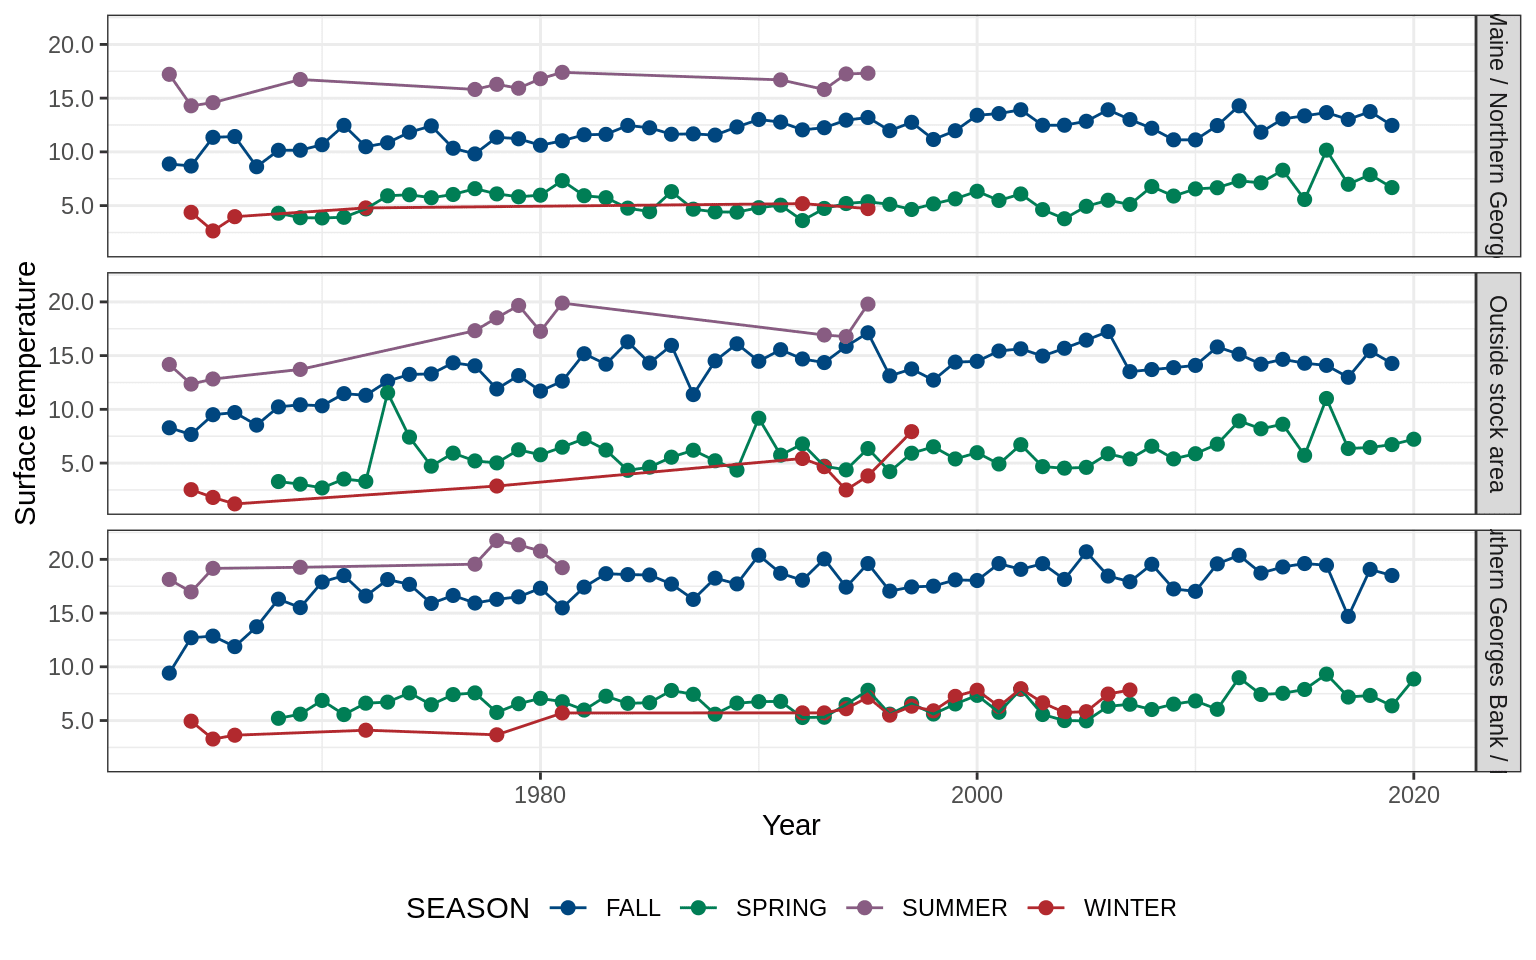 Surface temperature
20.0
15.0
10.0
5.0
Maine / Northern Georg
20.0
15.0
10.0
5.0
Outside stock area
20.0
15.0
10.0
5.0
uthern Georges Bank /
1980
2000
2020
Year
SEASON FALL SPRING SUMMER WINTER